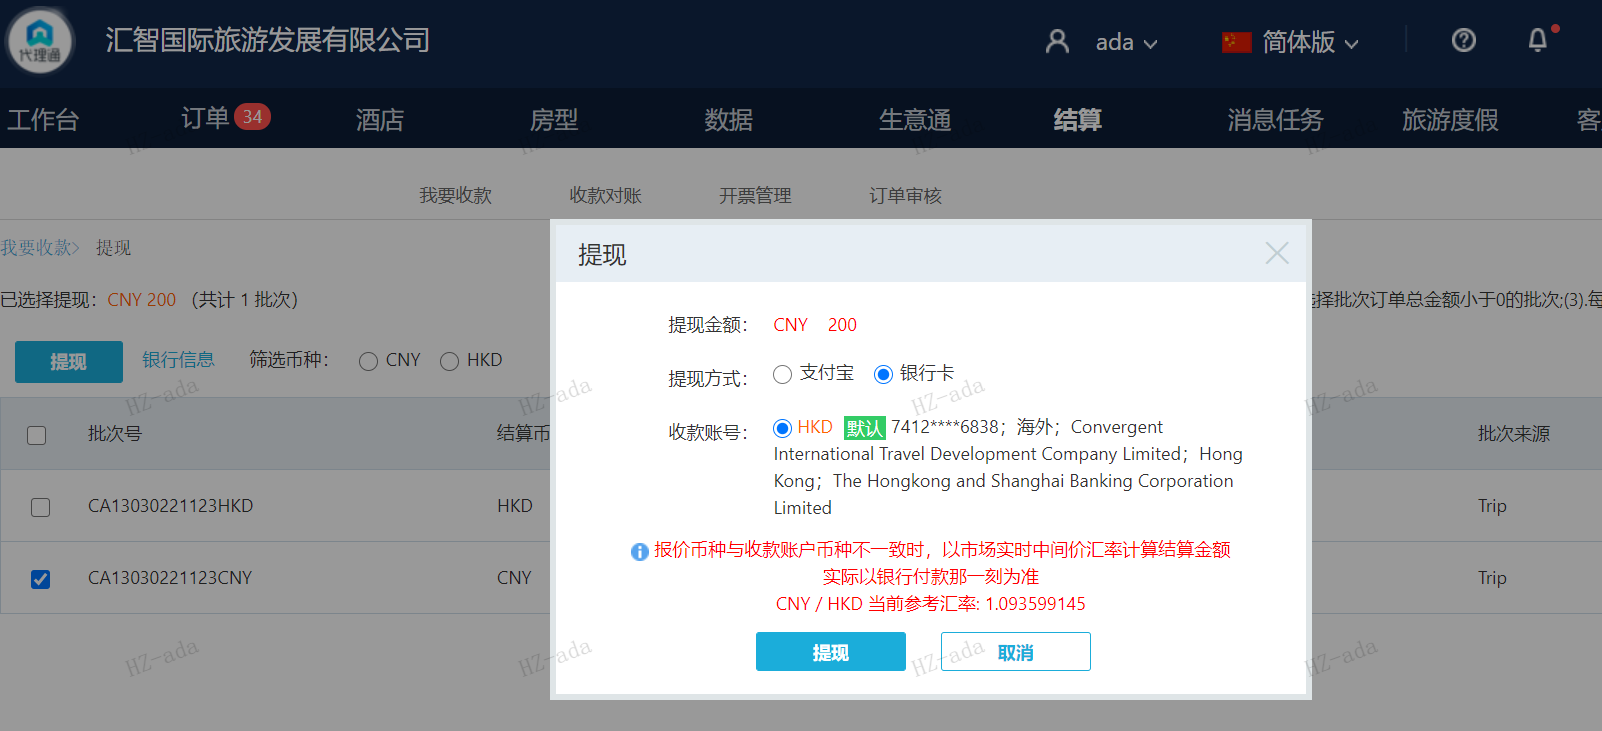 代理通
汇智国际旅游发展有限公司
ada
简体版
工作台
订单 34
酒店
房型
数据
生意通
结算
消息任务
旅游度假
我要收款
收款对账
开票管理
订单审核
我要收款> 提现
已选择提现：CNY 200 （共计 1 批次）
择批次订单总金额小于0的批次;(3).每
提现
银行信息
筛选币种：
CNY
HKD
批次号
结算币
批次来源
CA13030221123HKD
HKD
Trip
CA13030221123CNY
CNY
Trip
提现
提现金额： CNY 200
提现方式： 支付宝 银行卡
收款账号： HKD 默认 7412****6838；海外；Convergent
International Travel Development Company Limited；Hong
Kong；The Hongkong and Shanghai Banking Corporation
Limited
报价币种与收款账户币种不一致时，以市场实时中间价汇率计算结算金额
实际以银行付款那一刻为准
CNY / HKD 当前参考汇率: 1.093599145
提现
取消
HZ-ada
HZ-ada
HZ-ada
HZ-ada
HZ-ada
HZ-ada
HZ-ada
HZ-ada